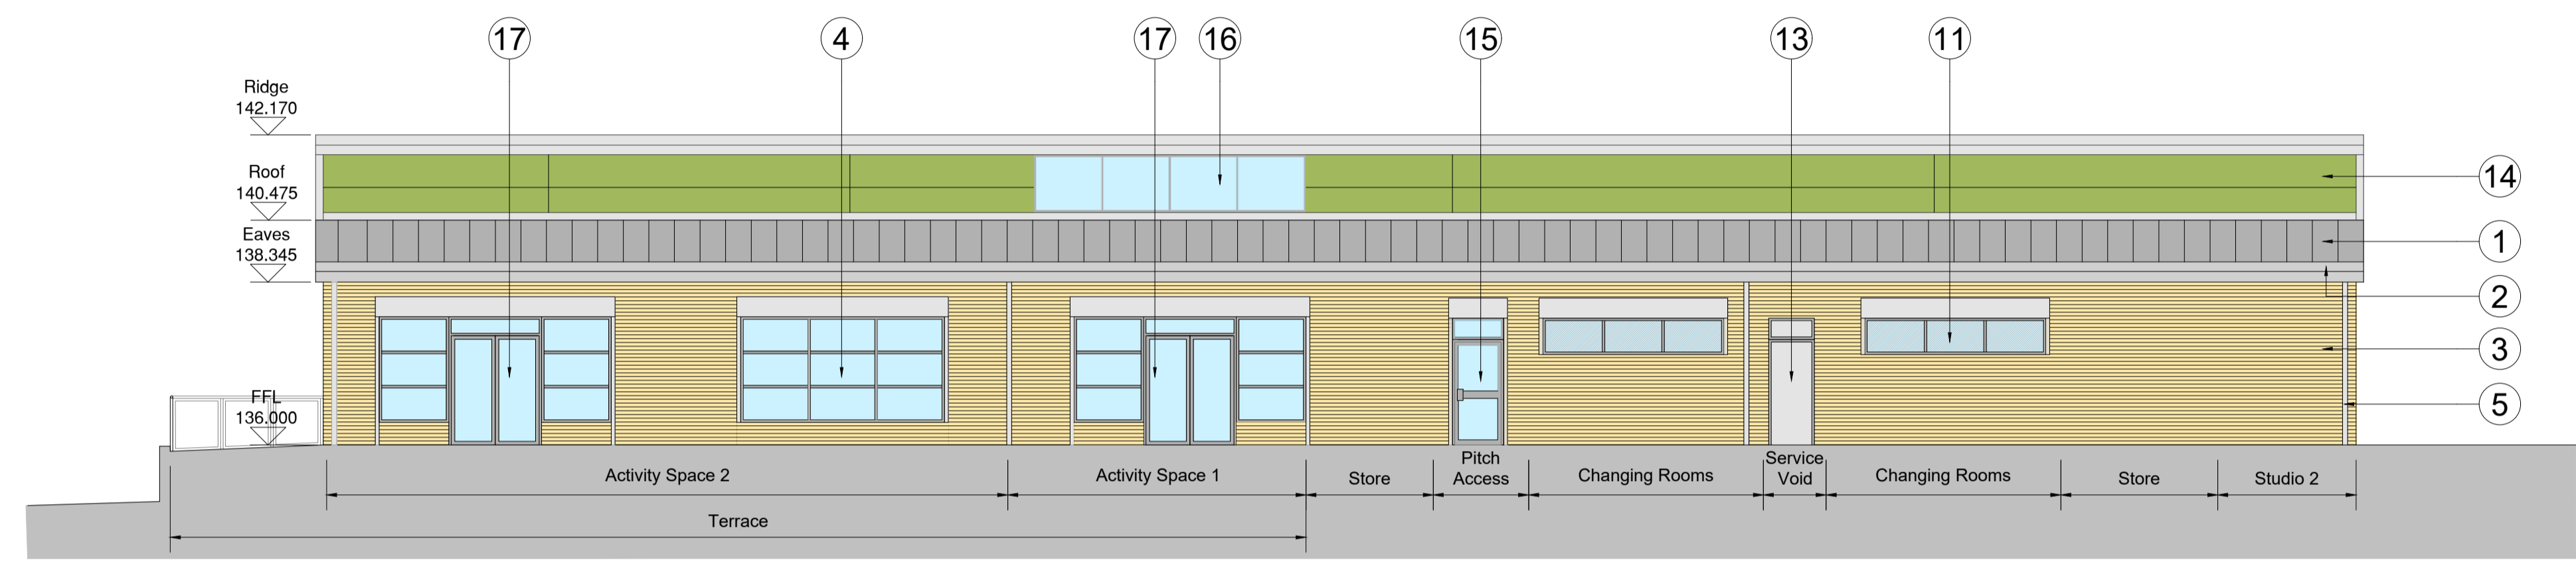 17
4
17
16
15
13
11
Ridge
142.170
Roof
140.475
14
Eaves
138.345
1
2
3
FFL
136.000
5
Activity Space 2
Activity Space 1
Store
Pitch
Access
Changing Rooms
Service
Void
Changing Rooms
Store
Studio 2
Terrace